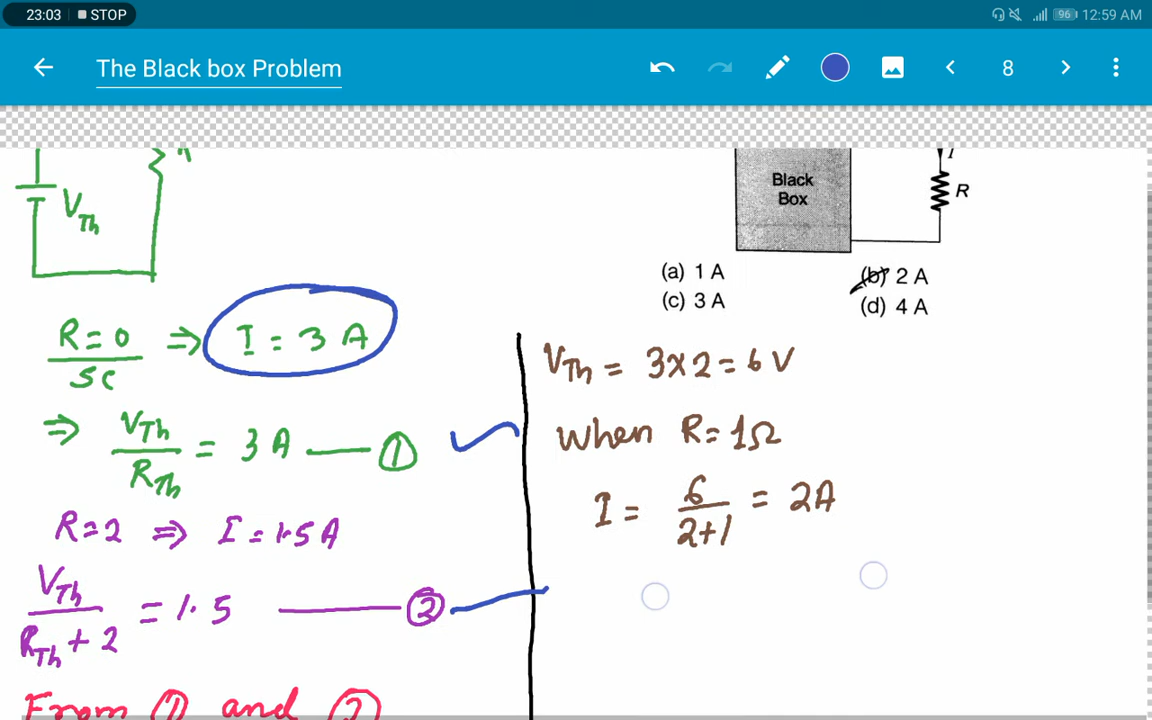 23:03 STOP
96 12:59 AM
The Black box Problem
8
V_Th
I
Black
Box
R
(a) 1 A
(b) 2 A
(c) 3 A
(d) 4 A
R = 0 ⇒ I = 3 A
SC
⇒ V_Th / R_Th = 3 A —— ①
R = 2 ⇒ I = 1.5 A
V_Th / R_Th + 2 = 1.5 —— ②
From ① and ②
V_Th = 3 × 2 = 6 V
When R = 1Ω
I = 6 / 2+1 = 2A